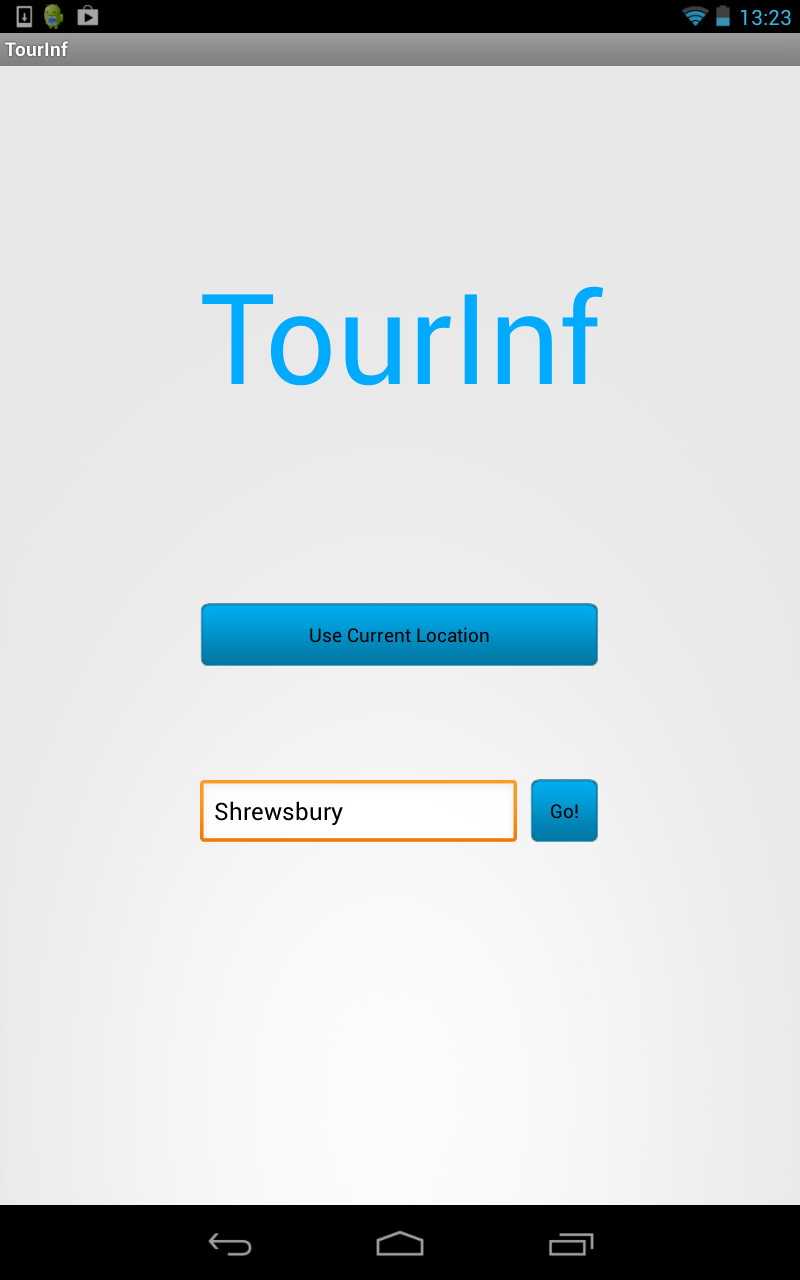 13:23
TourInf
TourInf
Use Current Location
Shrewsbury
Go!